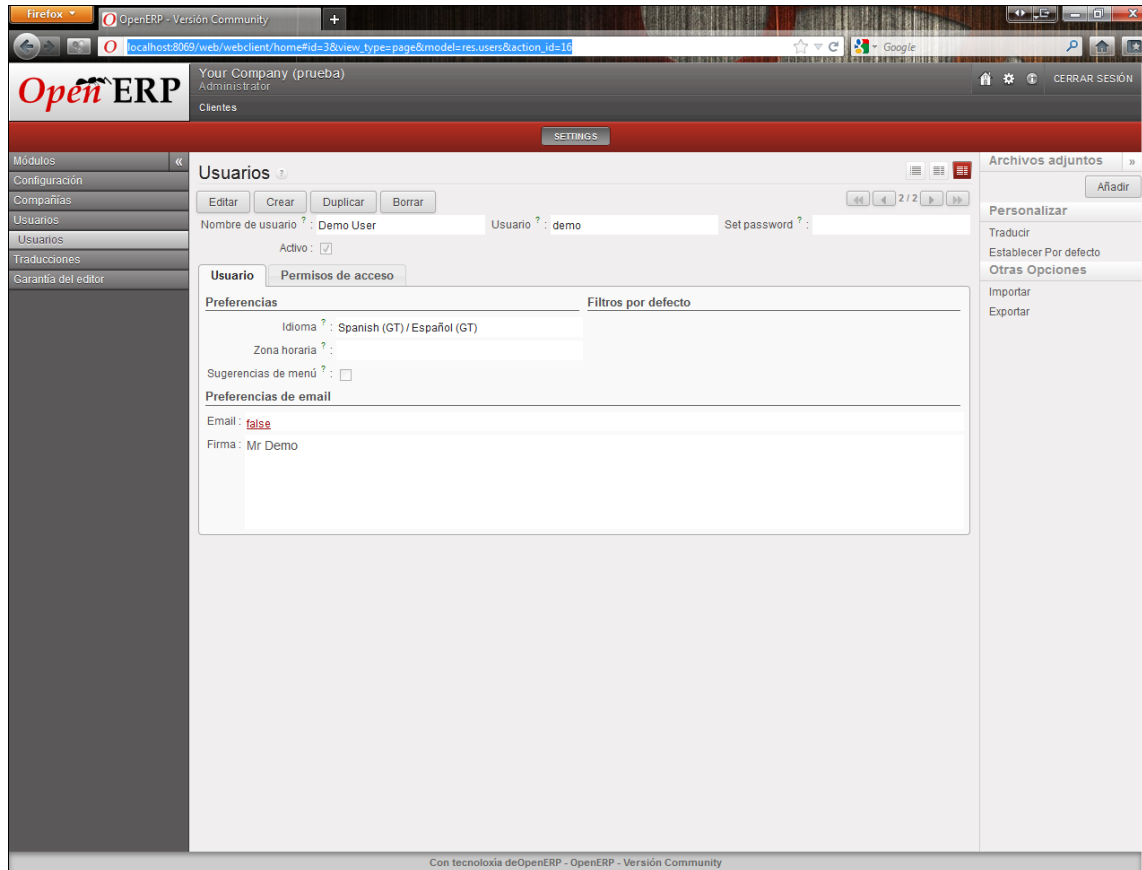 Firefox
OpenERP - Versión Community
localhost:8069/web/webclient/home#id=3&view_type=page&model=res.users&action_id=16
Google
Open ERP
Your Company (prueba)
Administrator
Clientes
CERRAR SESIÓN
SETTINGS
Módulos
Configuración
Compañías
Usuarios
Usuarios
Traducciones
Garantía del editor
Usuarios ?
Editar Crear Duplicar Borrar
2 / 2
Nombre de usuario ? : Demo User
Usuario ? : demo
Set password ? :
Activo :
Usuario Permisos de acceso
Preferencias
Idioma ? : Spanish (GT) / Español (GT)
Zona horaria ? :
Sugerencias de menú ? :
Filtros por defecto
Preferencias de email
Email : false
Firma : Mr Demo
Archivos adjuntos »
Añadir
Personalizar
Traducir
Establecer Por defecto
Otras Opciones
Importar
Exportar
Con tecnoloxía deOpenERP - OpenERP - Versión Community